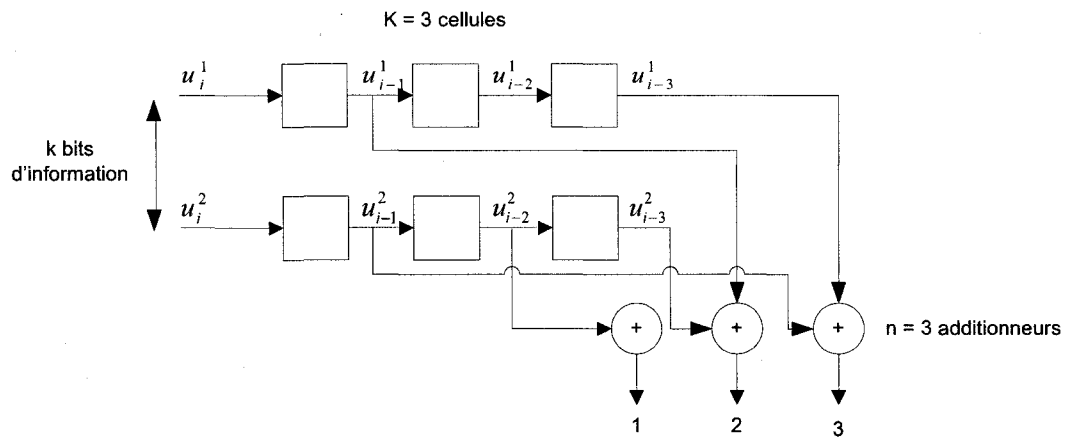 K = 3 cellules
u_i^1 u_{i-1}^1 u_{i-2}^1 u_{i-3}^1
k bits
d'information
u_i^2 u_{i-1}^2 u_{i-2}^2 u_{i-3}^2
+ + + n = 3 additionneurs
1 2 3